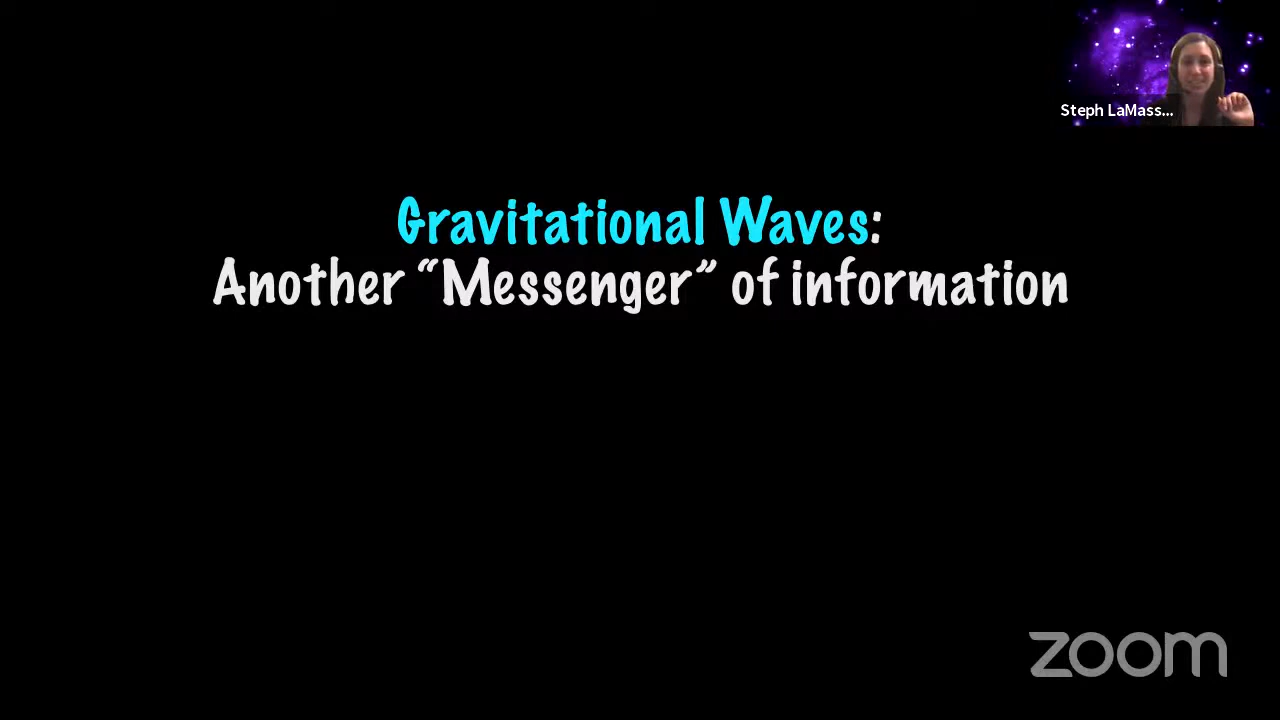 Steph LaMass...
Gravitational Waves:
Another “Messenger” of information
zoom